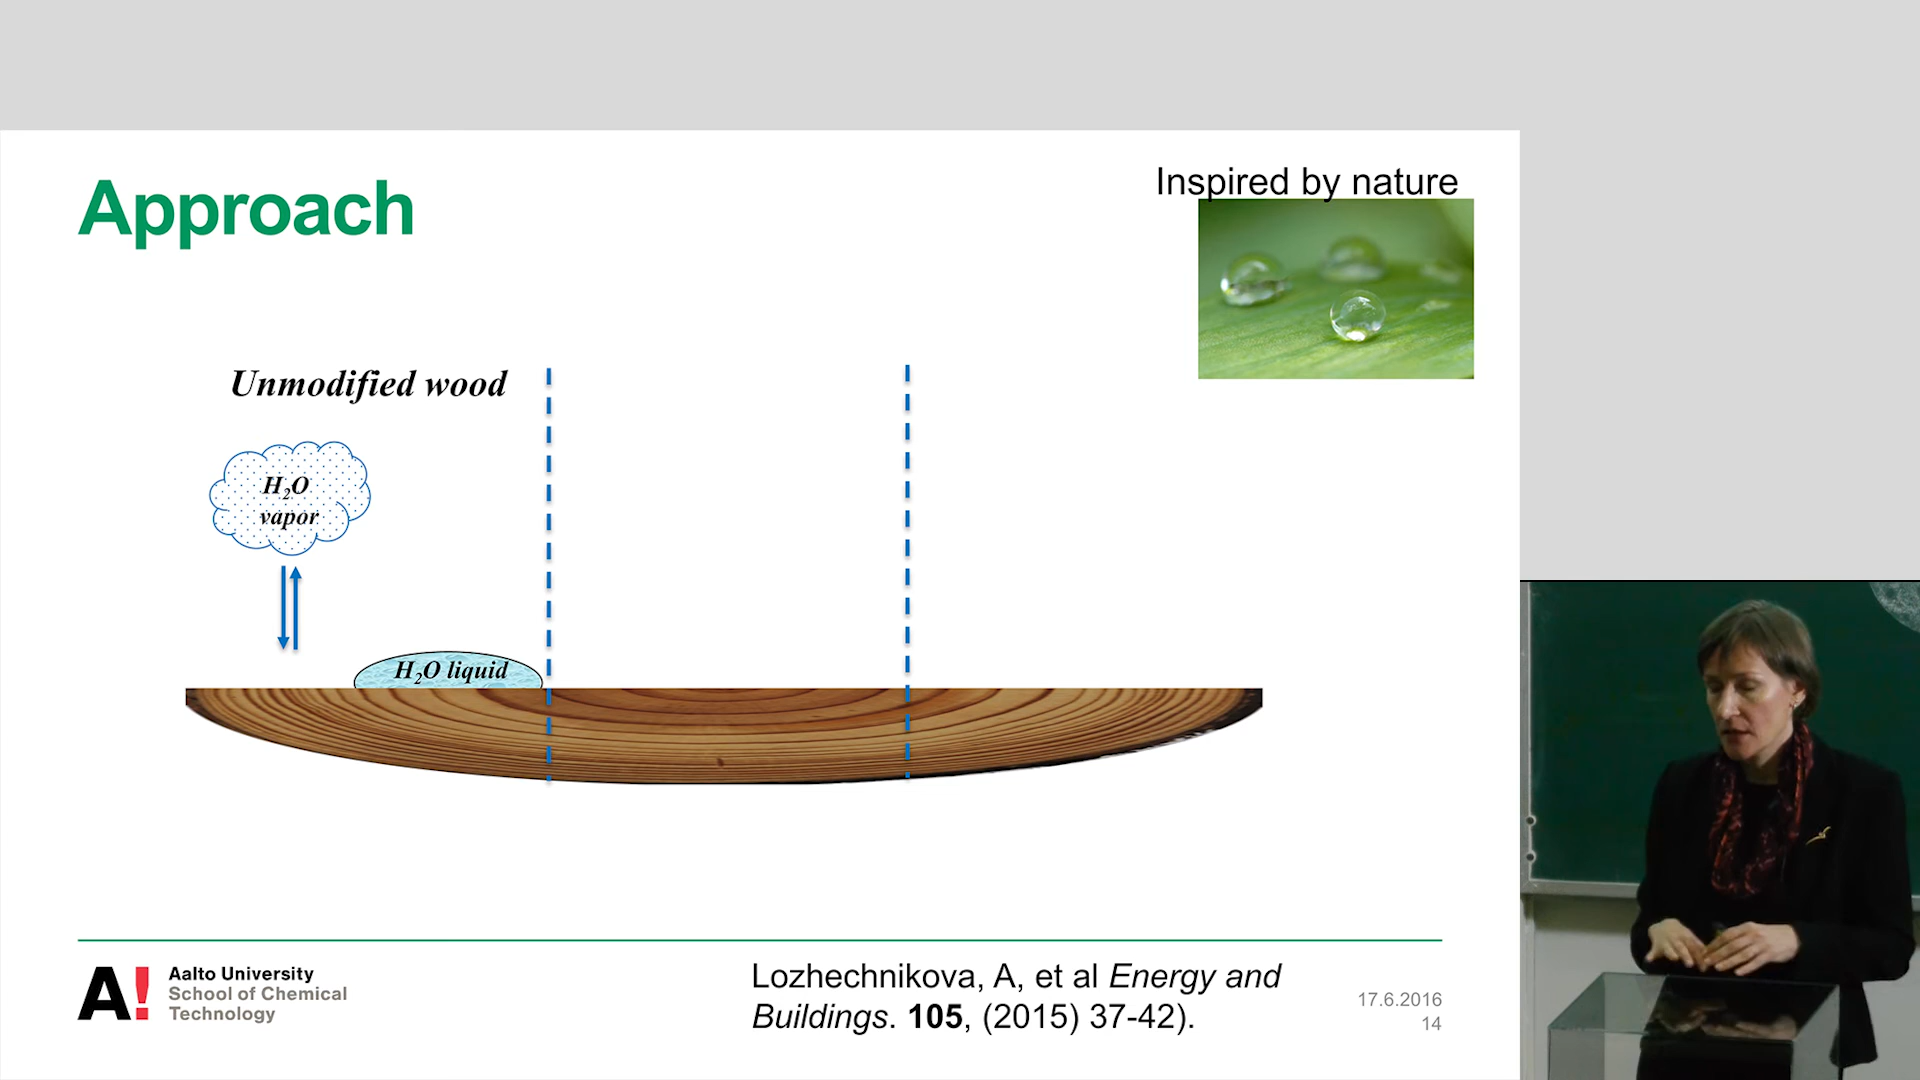 Approach
Inspired by nature
Unmodified wood
H₂O
vapor
H₂O liquid
A!
Aalto University
School of Chemical
Technology
Lozhechnikova, A, et al Energy and
Buildings. 105, (2015) 37-42).
17.6.2016
14